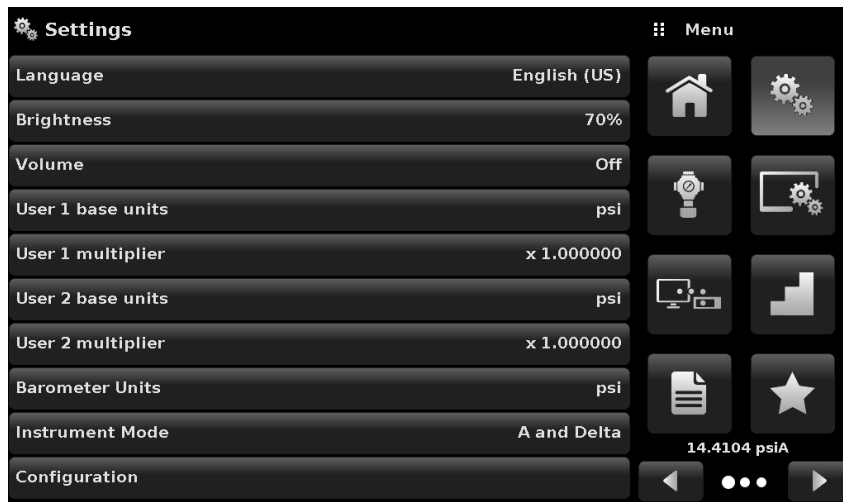 Settings
Menu
Language English (US)
Brightness 70%
Volume Off
User 1 base units psi
User 1 multiplier x 1.000000
User 2 base units psi
User 2 multiplier x 1.000000
Barometer Units psi
Instrument Mode A and Delta
Configuration
14.4104 psiA